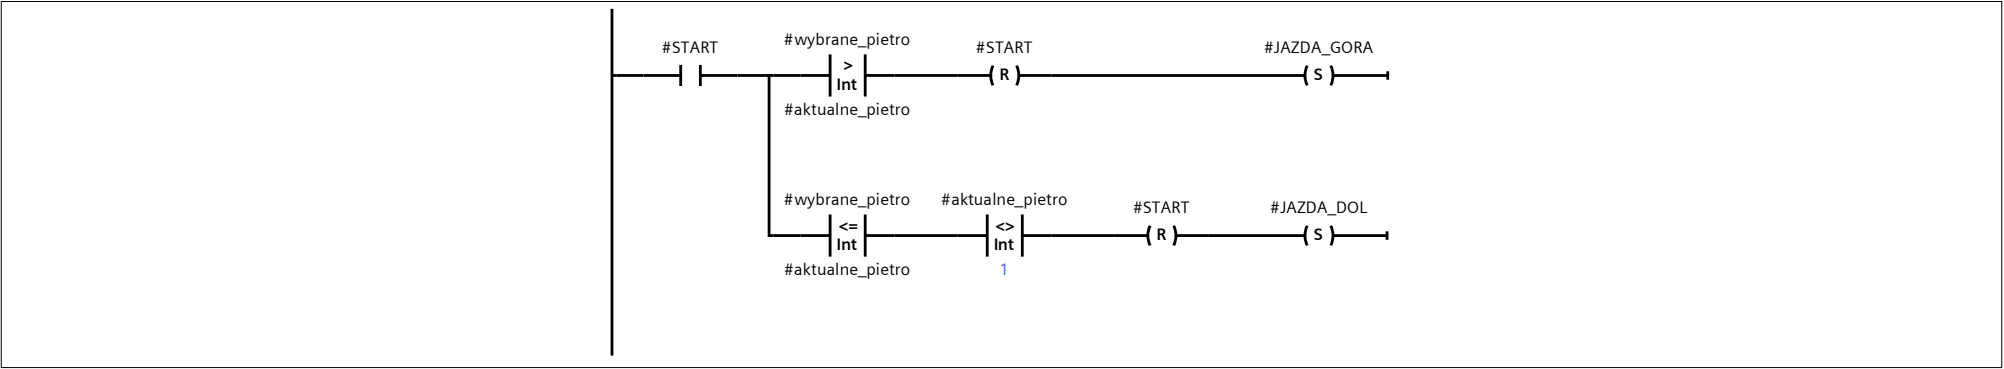 #START
#wybrane_pietro
>
Int
#aktualne_pietro
#START
R
#JAZDA_GORA
S
#wybrane_pietro
<=
Int
#aktualne_pietro
#aktualne_pietro
<>
Int
1
#START
R
#JAZDA_DOL
S